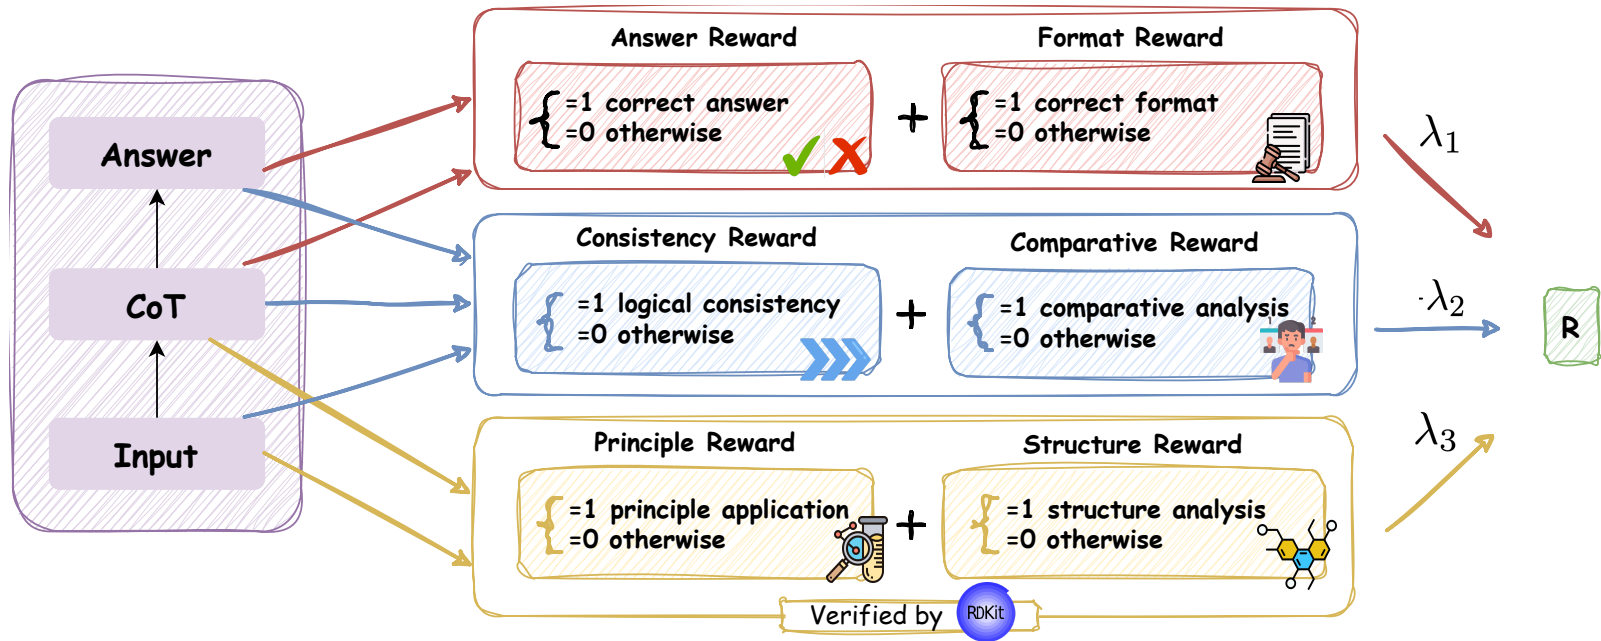 Answer
CoT
Input
Answer Reward
=1 correct answer
=0 otherwise
+
Format Reward
=1 correct format
=0 otherwise
λ1
Consistency Reward
=1 logical consistency
=0 otherwise
+
Comparative Reward
=1 comparative analysis
=0 otherwise
λ2
R
Principle Reward
=1 principle application
=0 otherwise
+
Structure Reward
=1 structure analysis
=0 otherwise
λ3
Verified by RDKit